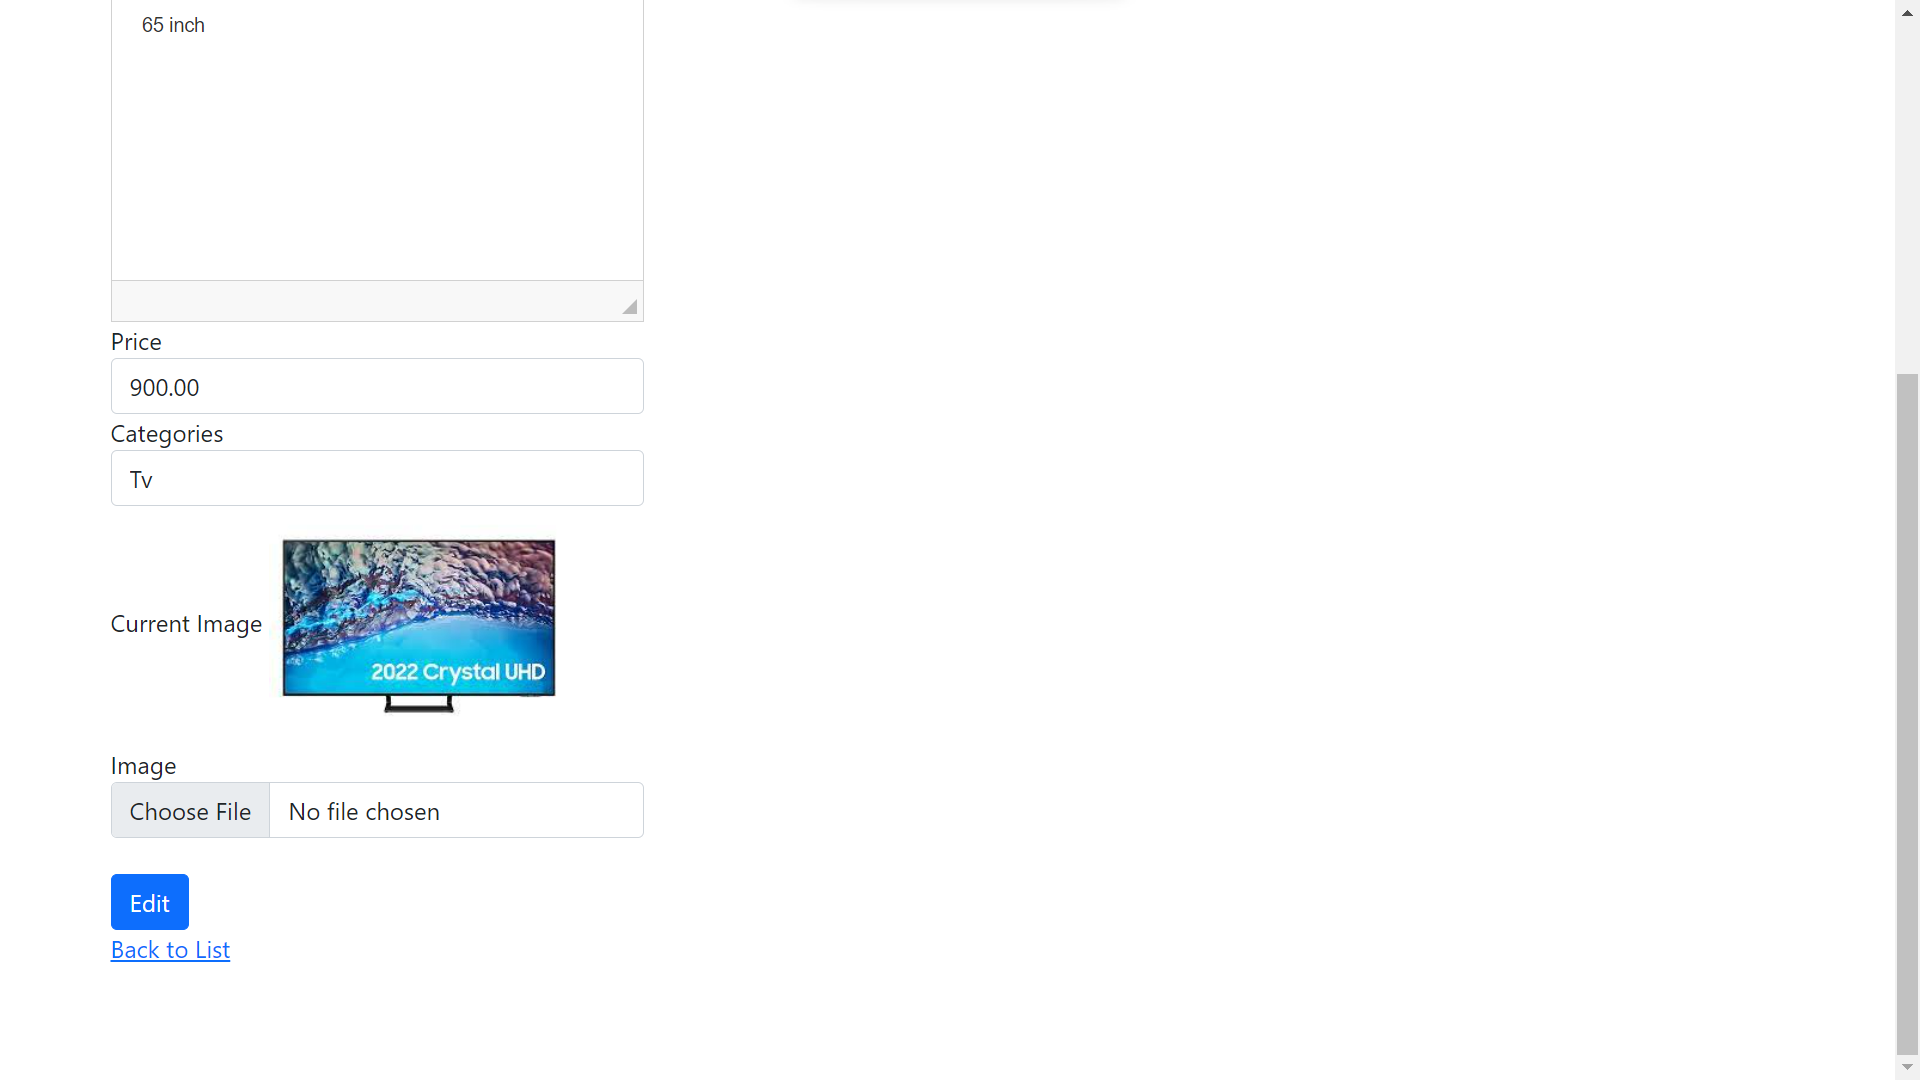 65 inch
Price
900.00
Categories
Tv
Current Image
2022 Crystal UHD
Image
Choose File No file chosen
Edit
Back to List